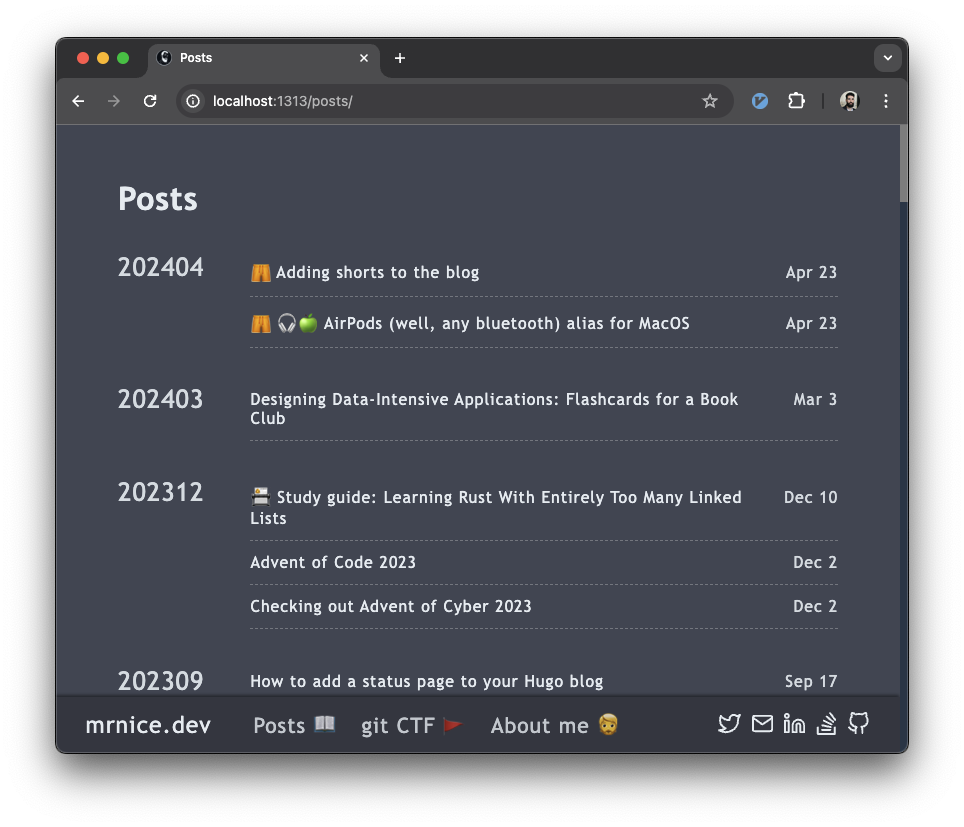 Posts
localhost:1313/posts/
Posts
202404
🩳 Adding shorts to the blog Apr 23
🩳 🎧🍏 AirPods (well, any bluetooth) alias for MacOS Apr 23
202403
Designing Data-Intensive Applications: Flashcards for a Book Mar 3
Club
202312
📇 Study guide: Learning Rust With Entirely Too Many Linked Dec 10
Lists
Advent of Code 2023 Dec 2
Checking out Advent of Cyber 2023 Dec 2
202309
How to add a status page to your Hugo blog Sep 17
mrnice.dev Posts 📖 git CTF 🚩 About me 🧔